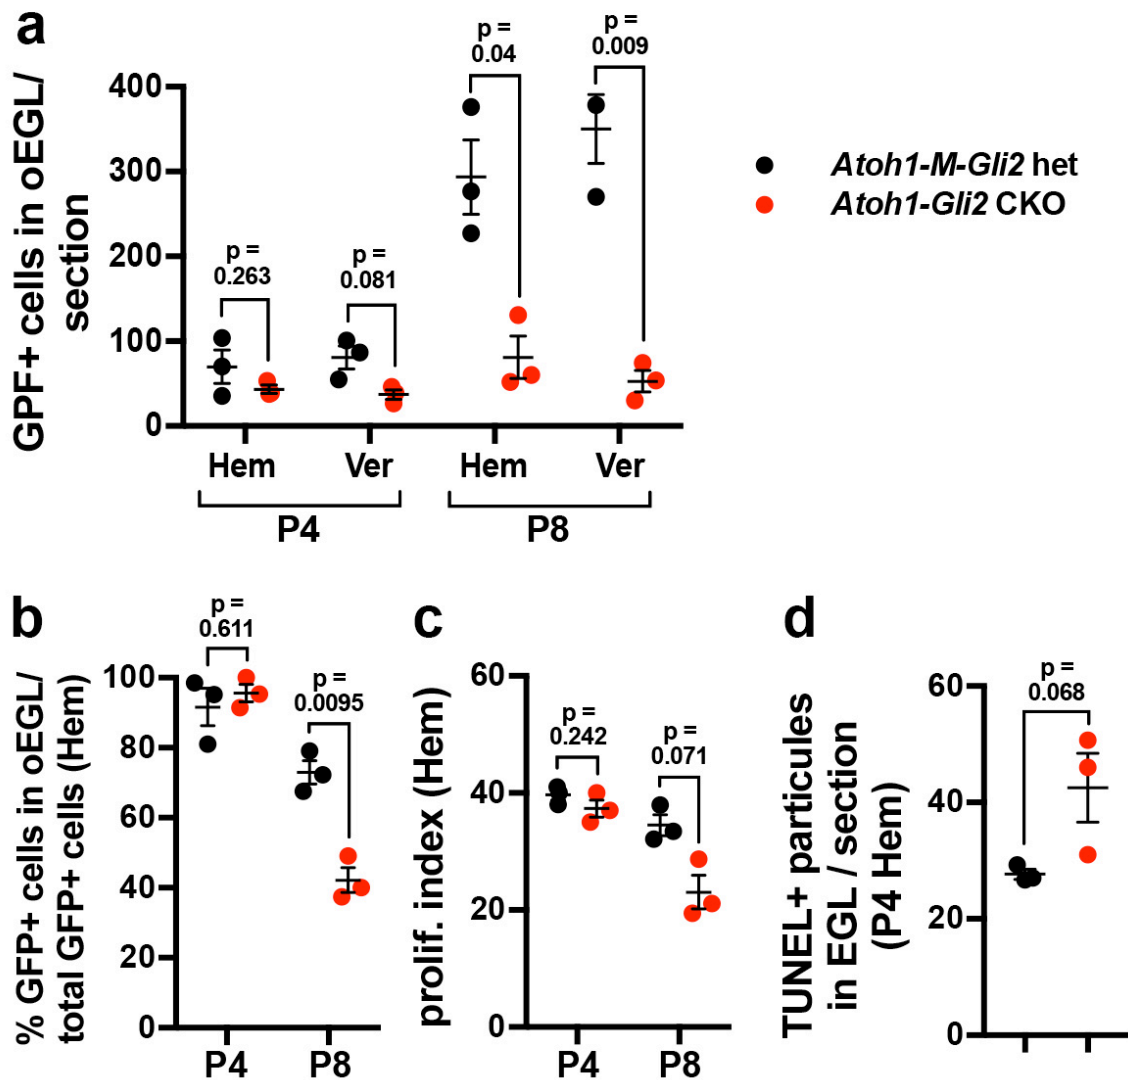 a
GPF+ cells in oEGL/
section
400
300
200
100
0
p =
0.263
p =
0.081
p =
0.04
p =
0.009
Hem
Ver
Hem
Ver
P4
P8
Atoh1-M-Gli2 het
Atoh1-Gli2 CKO
b
% GFP+ cells in oEGL/
total GFP+ cells (Hem)
100
80
60
40
20
0
p =
0.611
p =
0.0095
P4
P8
c
prolif. index (Hem)
60
40
20
0
p =
0.242
p =
0.071
P4
P8
d
TUNEL+ particules
in EGL / section
(P4 Hem)
60
40
20
0
p =
0.068